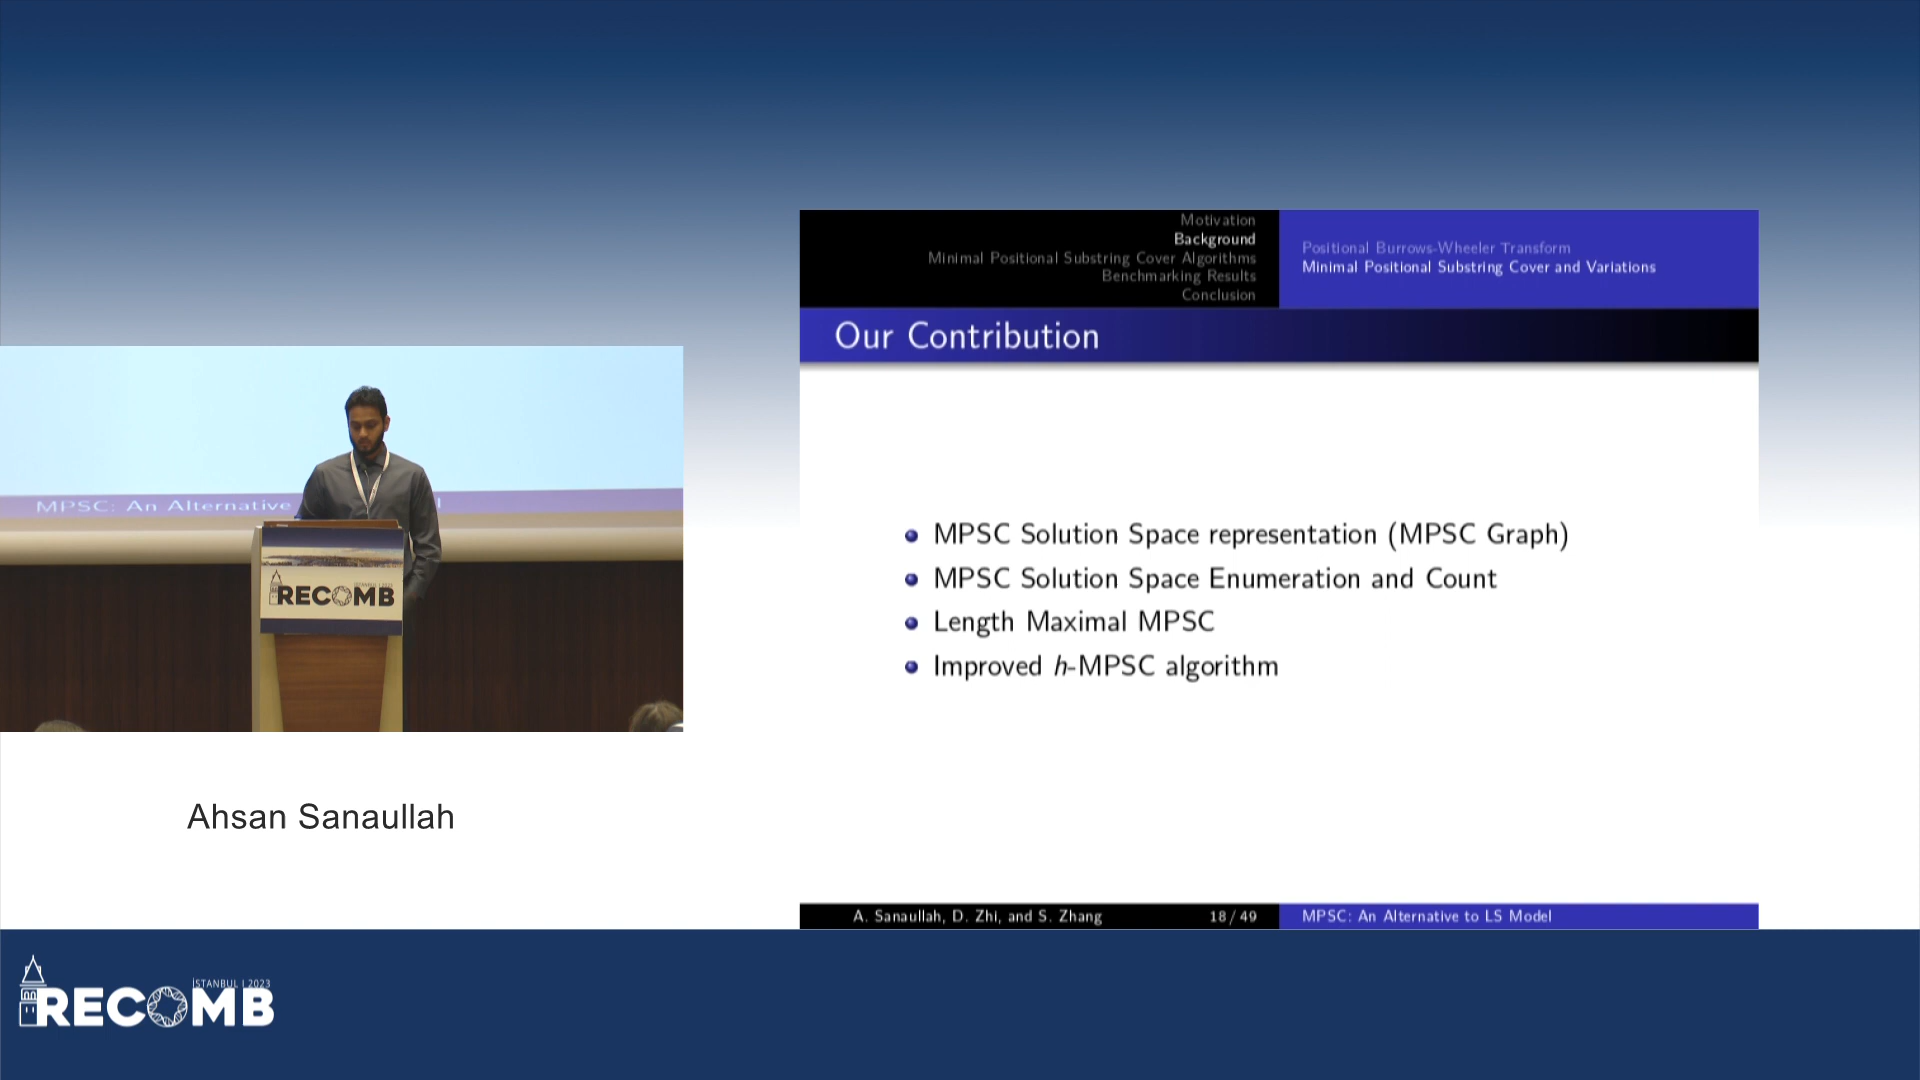 Motivation
Background
Minimal Positional Substring Cover Algorithms
Benchmarking Results
Conclusion
Positional Burrows-Wheeler Transform
Minimal Positional Substring Cover and Variations
Our Contribution
MPSC Solution Space representation (MPSC Graph)
MPSC Solution Space Enumeration and Count
Length Maximal MPSC
Improved h-MPSC algorithm
A. Sanaullah, D. Zhi, and S. Zhang
18 / 49
MPSC: An Alternative to LS Model
MPSC: An Alternative
İSTANBUL | 2023
RECOMB
Ahsan Sanaullah
İSTANBUL | 2023
RECOMB